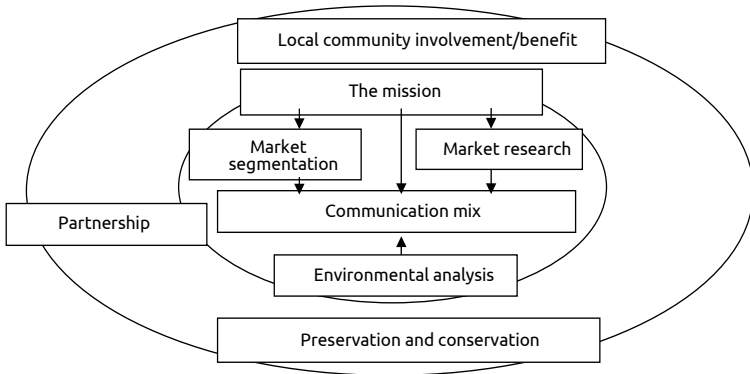 Local community involvement/benefit
The mission
Market
segmentation
Market research
Communication mix
Partnership
Environmental analysis
Preservation and conservation